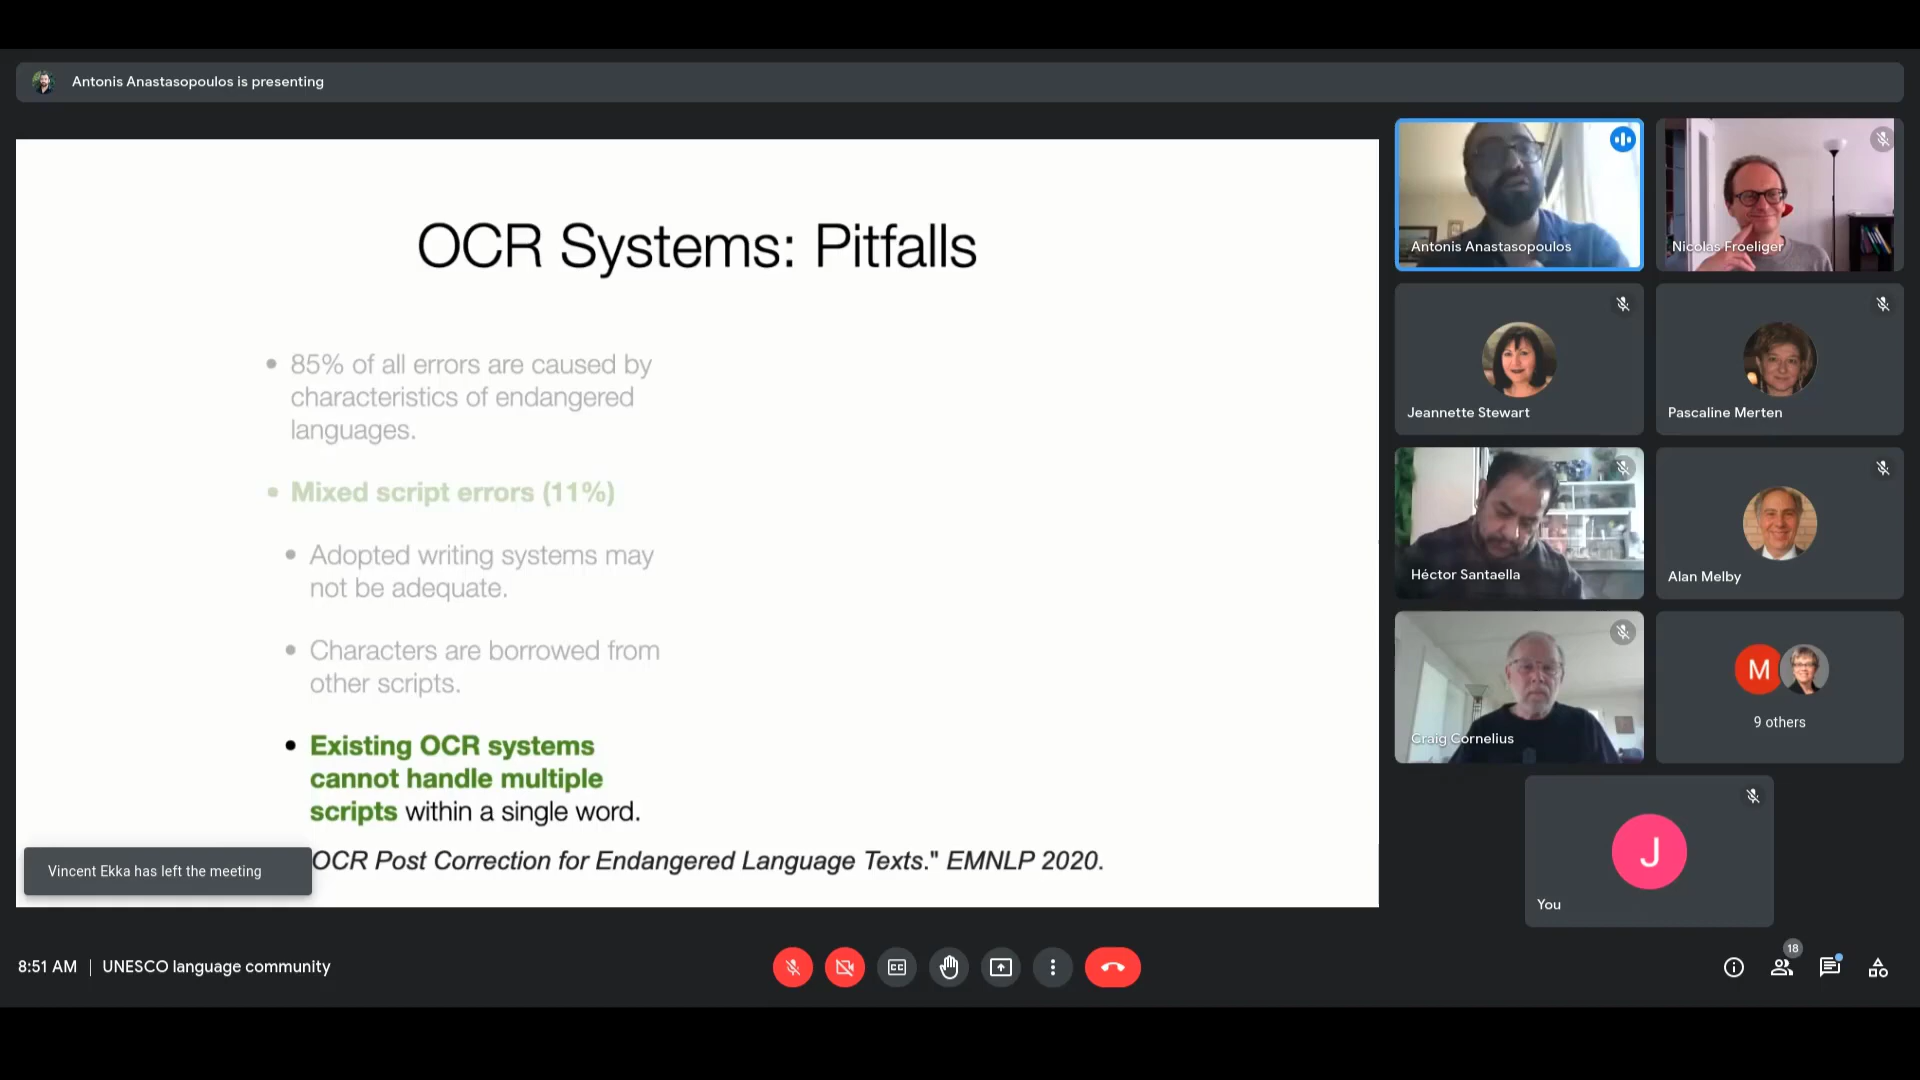 Antonis Anastasopoulos is presenting
OCR Systems: Pitfalls
• 85% of all errors are caused by
characteristics of endangered
languages.
• Mixed script errors (11%)
• Adopted writing systems may
not be adequate.
• Characters are borrowed from
other scripts.
• Existing OCR systems
cannot handle multiple
scripts within a single word.
OCR Post Correction for Endangered Language Texts." EMNLP 2020.
Vincent Ekka has left the meeting
Antonis Anastasopoulos
Nicolas Froeliger
Jeannette Stewart
Pascaline Merten
Héctor Santaella
Alan Melby
Craig Cornelius
M
9 others
J
You
8:51 AM | UNESCO language community
CC
18